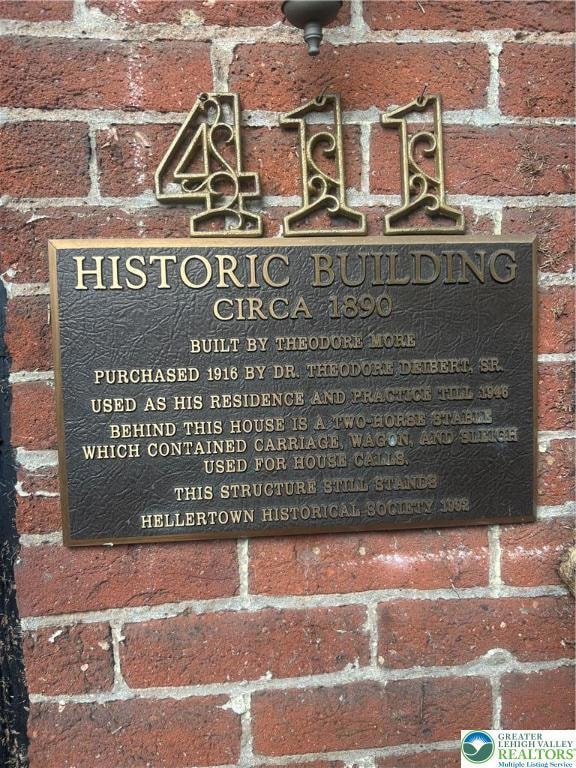 411
HISTORIC BUILDING
CIRCA 1890
BUILT BY THEODORE MORE
PURCHASED 1916 BY DR. THEODORE DEIBERT, SR.
USED AS HIS RESIDENCE AND PRACTICE TILL 1946
BEHIND THIS HOUSE IS A TWO-HORSE STABLE
WHICH CONTAINED CARRIAGE, WAGON, AND SLEIGH
USED FOR HOUSE CALLS.
THIS STRUCTURE STILL STANDS
HELLERTOWN HISTORICAL SOCIETY 1992
GREATER
LEHIGH VALLEY
REALTORS
Multiple Listing Service